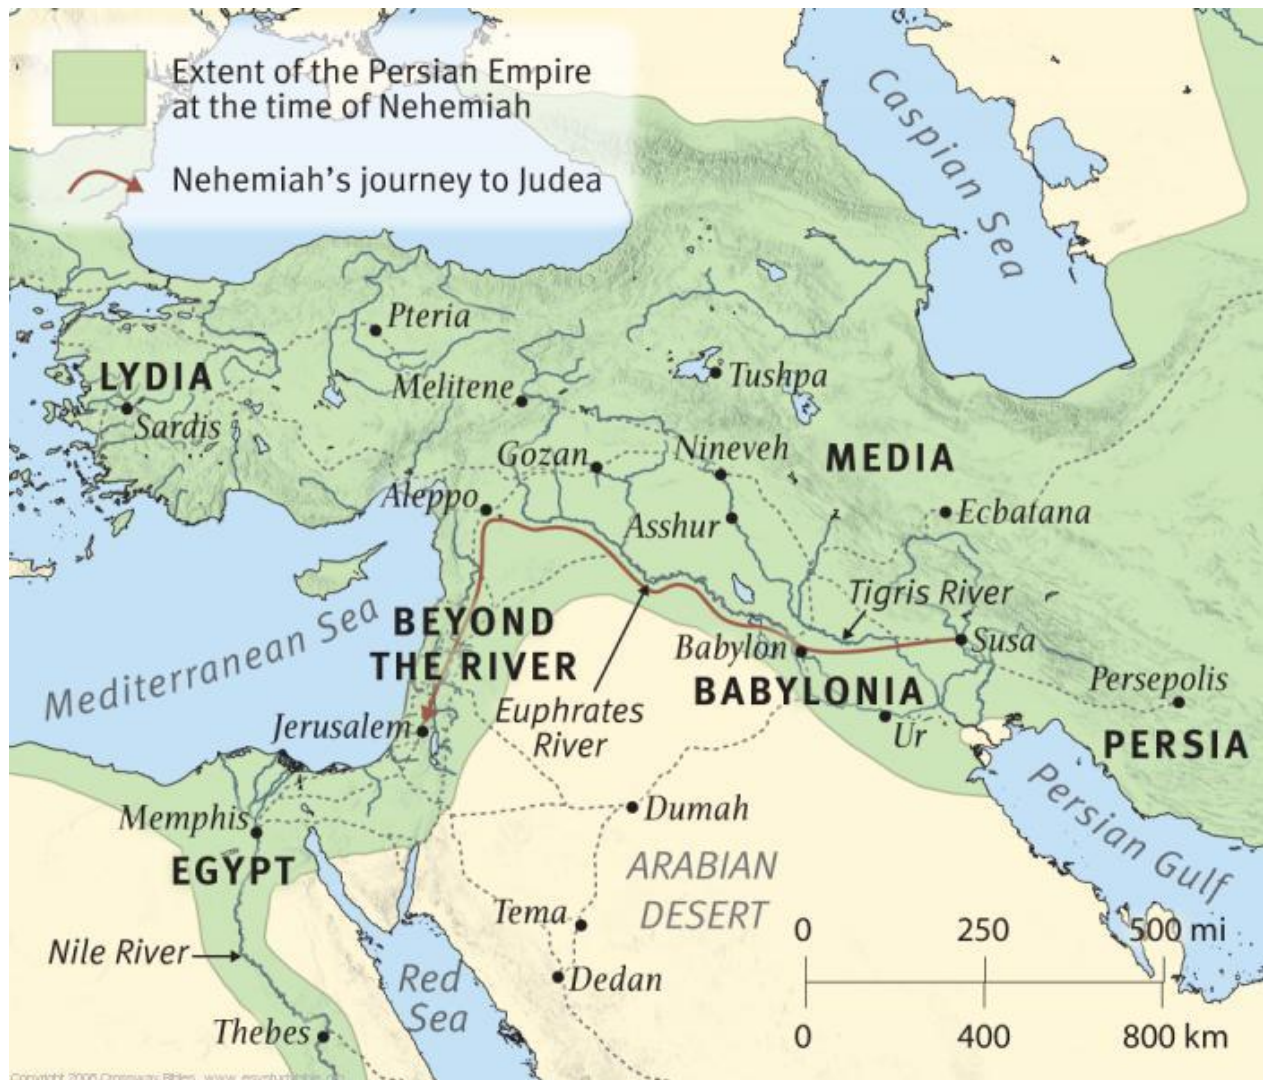 Extent of the Persian Empire
at the time of Nehemiah
Nehemiah's journey to Judea
Caspian Sea
Pteria
LYDIA
Sardis
Melitene
Tushpa
Gozan
Nineveh
MEDIA
Aleppo
Asshur
Ecbatana
Tigris River
Mediterranean Sea
BEYOND
THE RIVER
Babylon
Susa
BABYLONIA
Persepolis
Jerusalem
Euphrates
River
Ur
PERSIA
Persian Gulf
Memphis
EGYPT
Dumah
ARABIAN
DESERT
Tema
Nile River
Dedan
Red
Sea
Thebes
0 250 500 mi
0 400 800 km